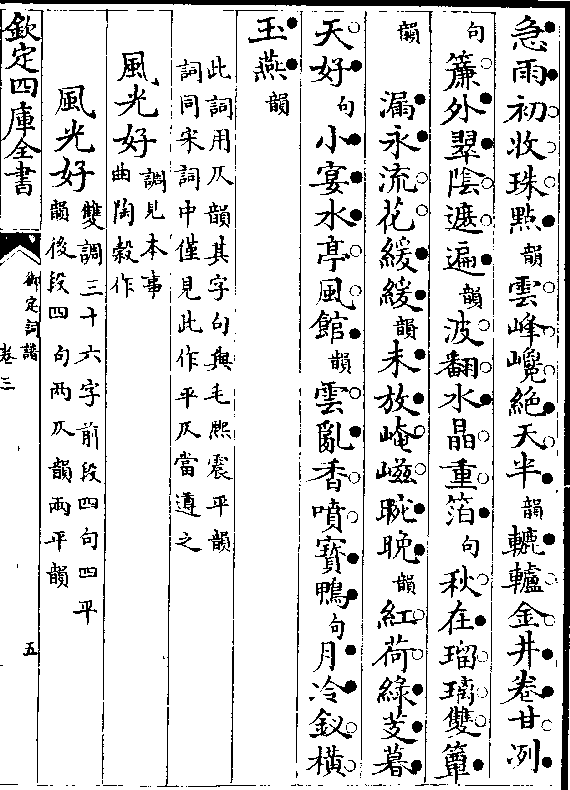 急雨初收珠點韻雲峰巉絶天半韻轆轤金井卷甘冽
句簾外翠陰遮遍韻波翻水晶重箔句秋在瑠璃雙簟
韻漏永流花緩緩韻未放崦嵫晼晚韻紅荷綠芰暮
天好句小宴水亭風館韻雲亂香噴寶鴨句月冷釵橫
玉燕韻
此詞用仄韻其字句與毛熙震平韻
詞同宋詞中僅見此作平仄當遵之
風光好調見本事
曲陶穀作
風光好雙調三十六字前段四句四平
韻後段四句兩仄韻兩平韻
欽定四庫全書
御定詞譜
卷三
五